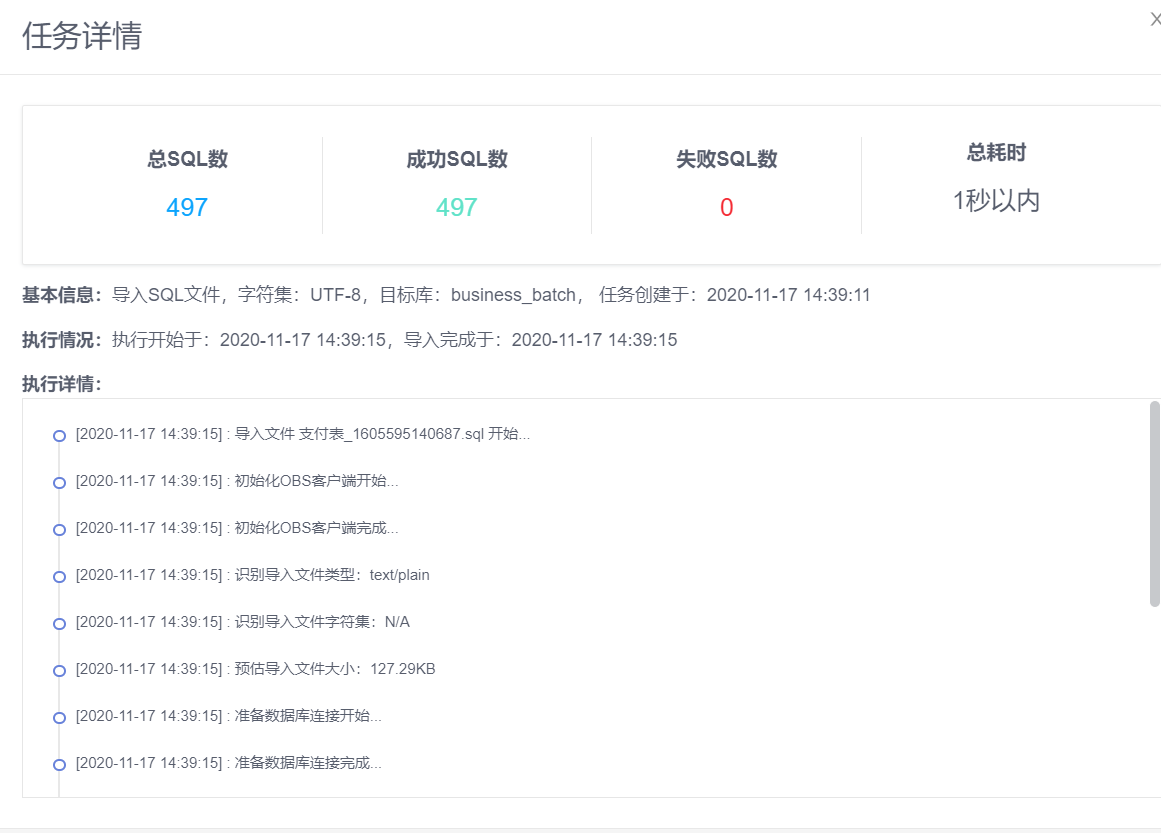 任务详情
X
总SQL数
成功SQL数
失败SQL数
总耗时
497
497
0
1秒以内
基本信息：导入SQL文件，字符集：UTF-8，目标库：business_batch， 任务创建于：2020-11-17 14:39:11
执行情况：执行开始于：2020-11-17 14:39:15，导入完成于：2020-11-17 14:39:15
执行详情：
[2020-11-17 14:39:15] : 导入文件 支付表_1605595140687.sql 开始...
[2020-11-17 14:39:15] : 初始化OBS客户端开始...
[2020-11-17 14:39:15] : 初始化OBS客户端完成...
[2020-11-17 14:39:15] : 识别导入文件类型：text/plain
[2020-11-17 14:39:15] : 识别导入文件字符集：N/A
[2020-11-17 14:39:15] : 预估导入文件大小：127.29KB
[2020-11-17 14:39:15] : 准备数据库连接开始...
[2020-11-17 14:39:15] : 准备数据库连接完成...